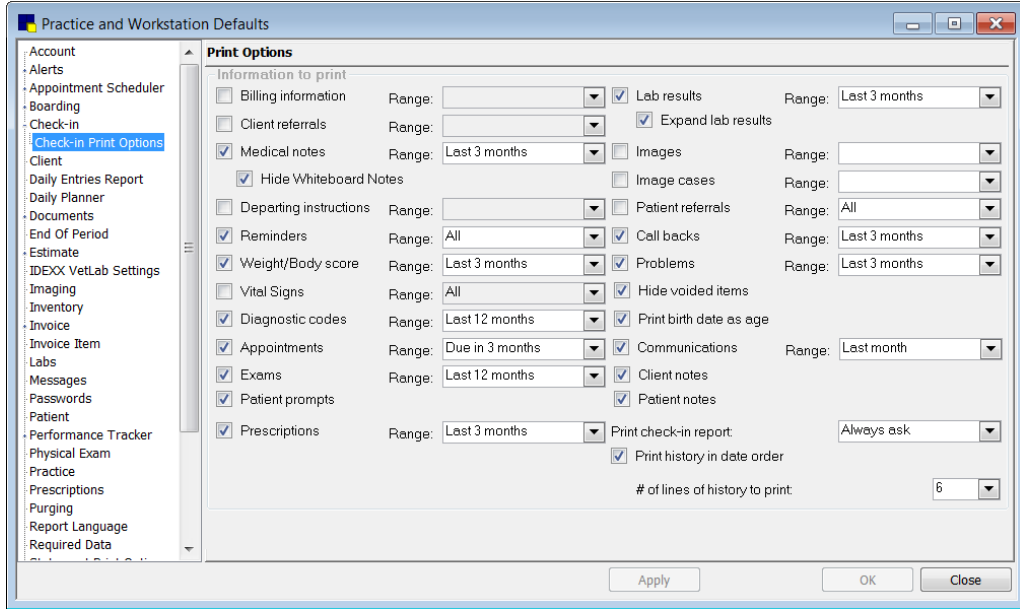 Practice and Workstation Defaults
Account
Alerts
Appointment Scheduler
Boarding
Check-in
Check-in Print Options
Client
Daily Entries Report
Daily Planner
Documents
End Of Period
Estimate
IDEXX VetLab Settings
Imaging
Inventory
Invoice
Invoice Item
Labs
Messages
Passwords
Patient
Performance Tracker
Physical Exam
Practice
Prescriptions
Purging
Report Language
Required Data
Print Options
Information to print
Billing information Range:
Client referrals Range:
Medical notes Range: Last 3 months
Hide Whiteboard Notes
Departing instructions Range:
Reminders Range: All
Weight/Body score Range: Last 3 months
Vital Signs Range: All
Diagnostic codes Range: Last 12 months
Appointments Range: Due in 3 months
Exams Range: Last 12 months
Patient prompts
Prescriptions Range: Last 3 months
Lab results Range: Last 3 months
Expand lab results
Images Range:
Image cases Range:
Patient referrals Range: All
Call backs Range: Last 3 months
Problems Range: Last 3 months
Hide voided items
Print birth date as age
Communications Range: Last month
Client notes
Patient notes
Print check-in report: Always ask
Print history in date order
# of lines of history to print: 6
Apply OK Close